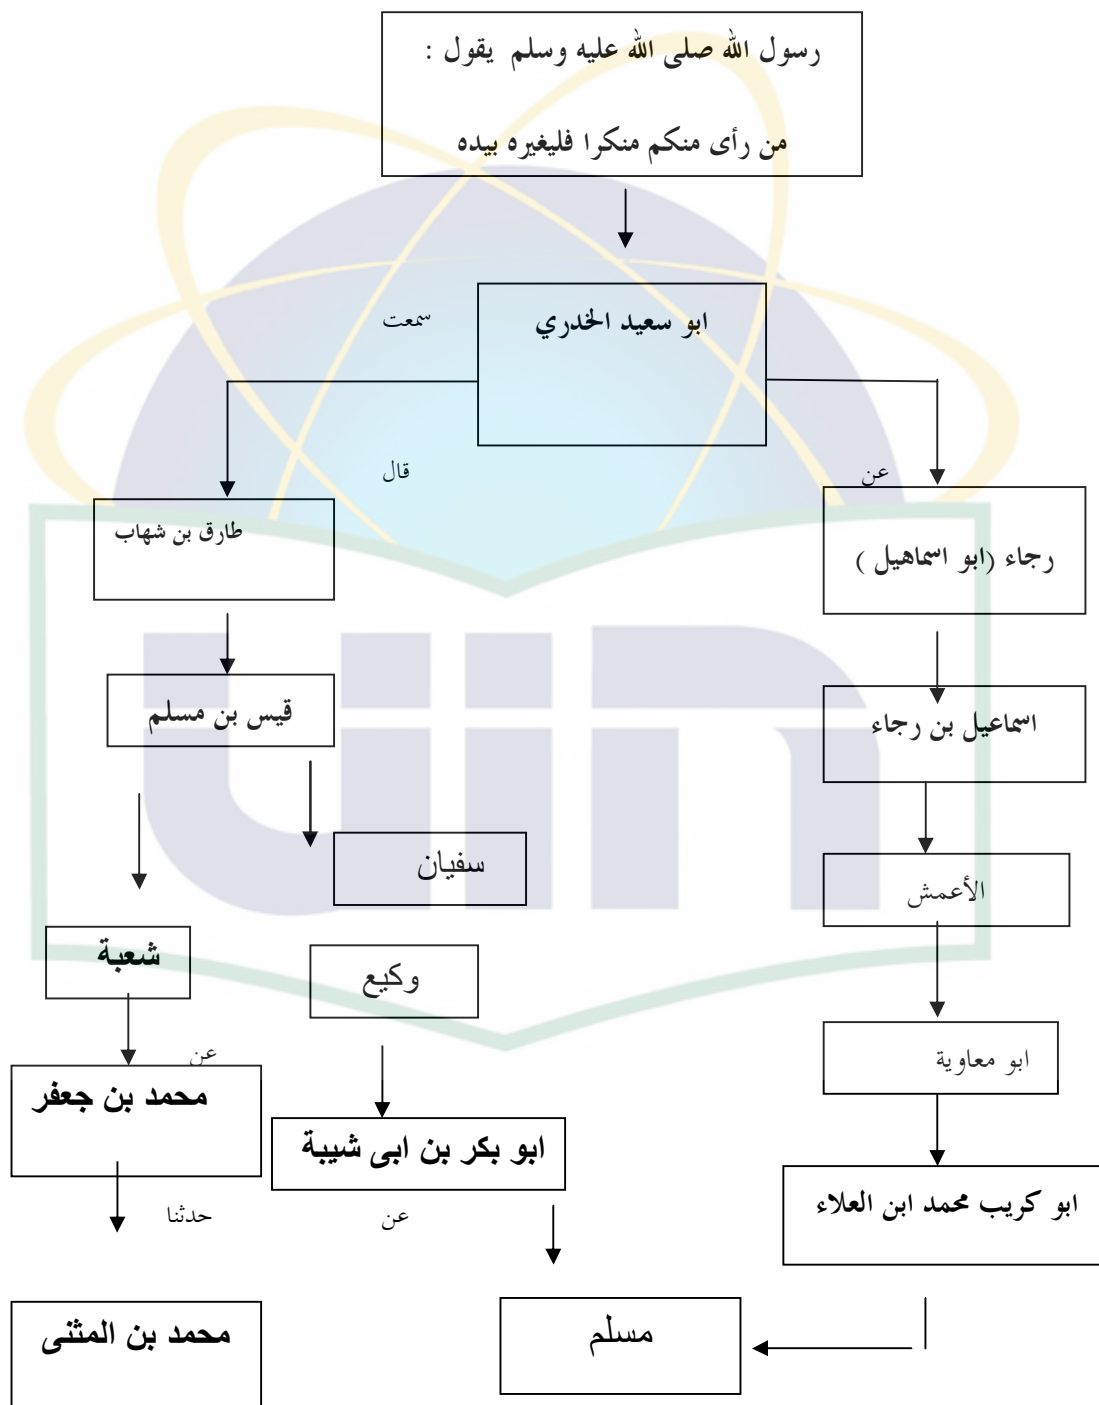 رسول الله صلى الله عليه وسلم يقول :
من رأى منكم منكرا فليغيره بيده
ابو سعيد الخدري
سمعت
قال
عن
طارق بن شهاب
رجاء (ابو اسماهيل )
قيس بن مسلم
اسماعيل بن رجاء
سفيان
الأعمش
شعبة
وكيع
ابو معاوية
عن
محمد بن جعفر
ابو بكر بن ابى شيبة
ابو كريب محمد ابن العلاء
حدثنا
عن
محمد بن المثنى
مسلم
uin